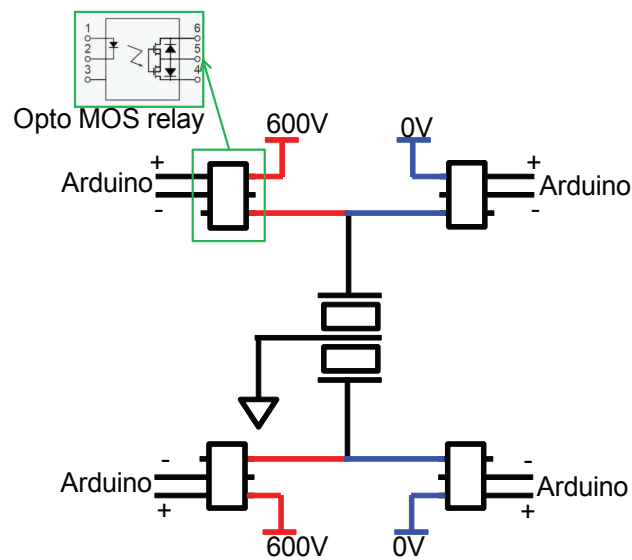 1 6
2 5
3 4
Opto MOS relay
600V 0V
+ +
Arduino Arduino
- -
- -
Arduino Arduino
+ +
600V 0V